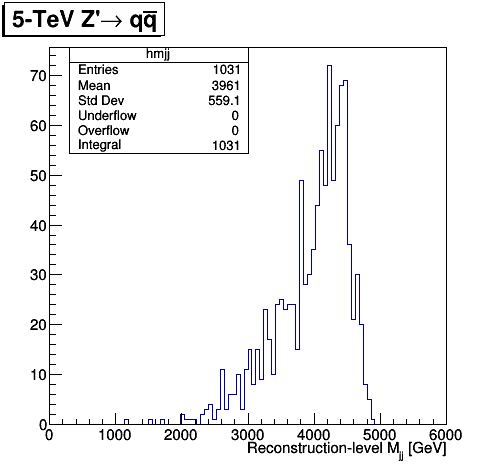 5-TeV Z'→ qq̅
hmjj
Entries 1031
Mean 3961
Std Dev 559.1
Underflow 0
Overflow 0
Integral 1031
70
60
50
40
30
20
10
0
0 1000 2000 3000 4000 5000 6000
Reconstruction-level Mjj [GeV]